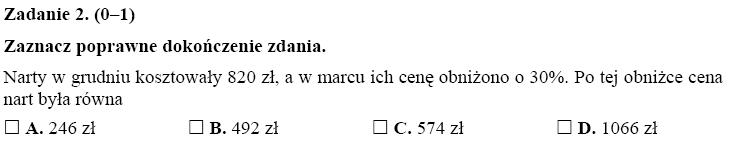 Zadanie 2. (0–1)
Zaznacz poprawne dokończenie zdania.
Narty w grudniu kosztowały 820 zł, a w marcu ich cenę obniżono o 30%. Po tej obniżce cena
nart była równa
☐ A. 246 zł ☐ B. 492 zł ☐ C. 574 zł ☐ D. 1066 zł